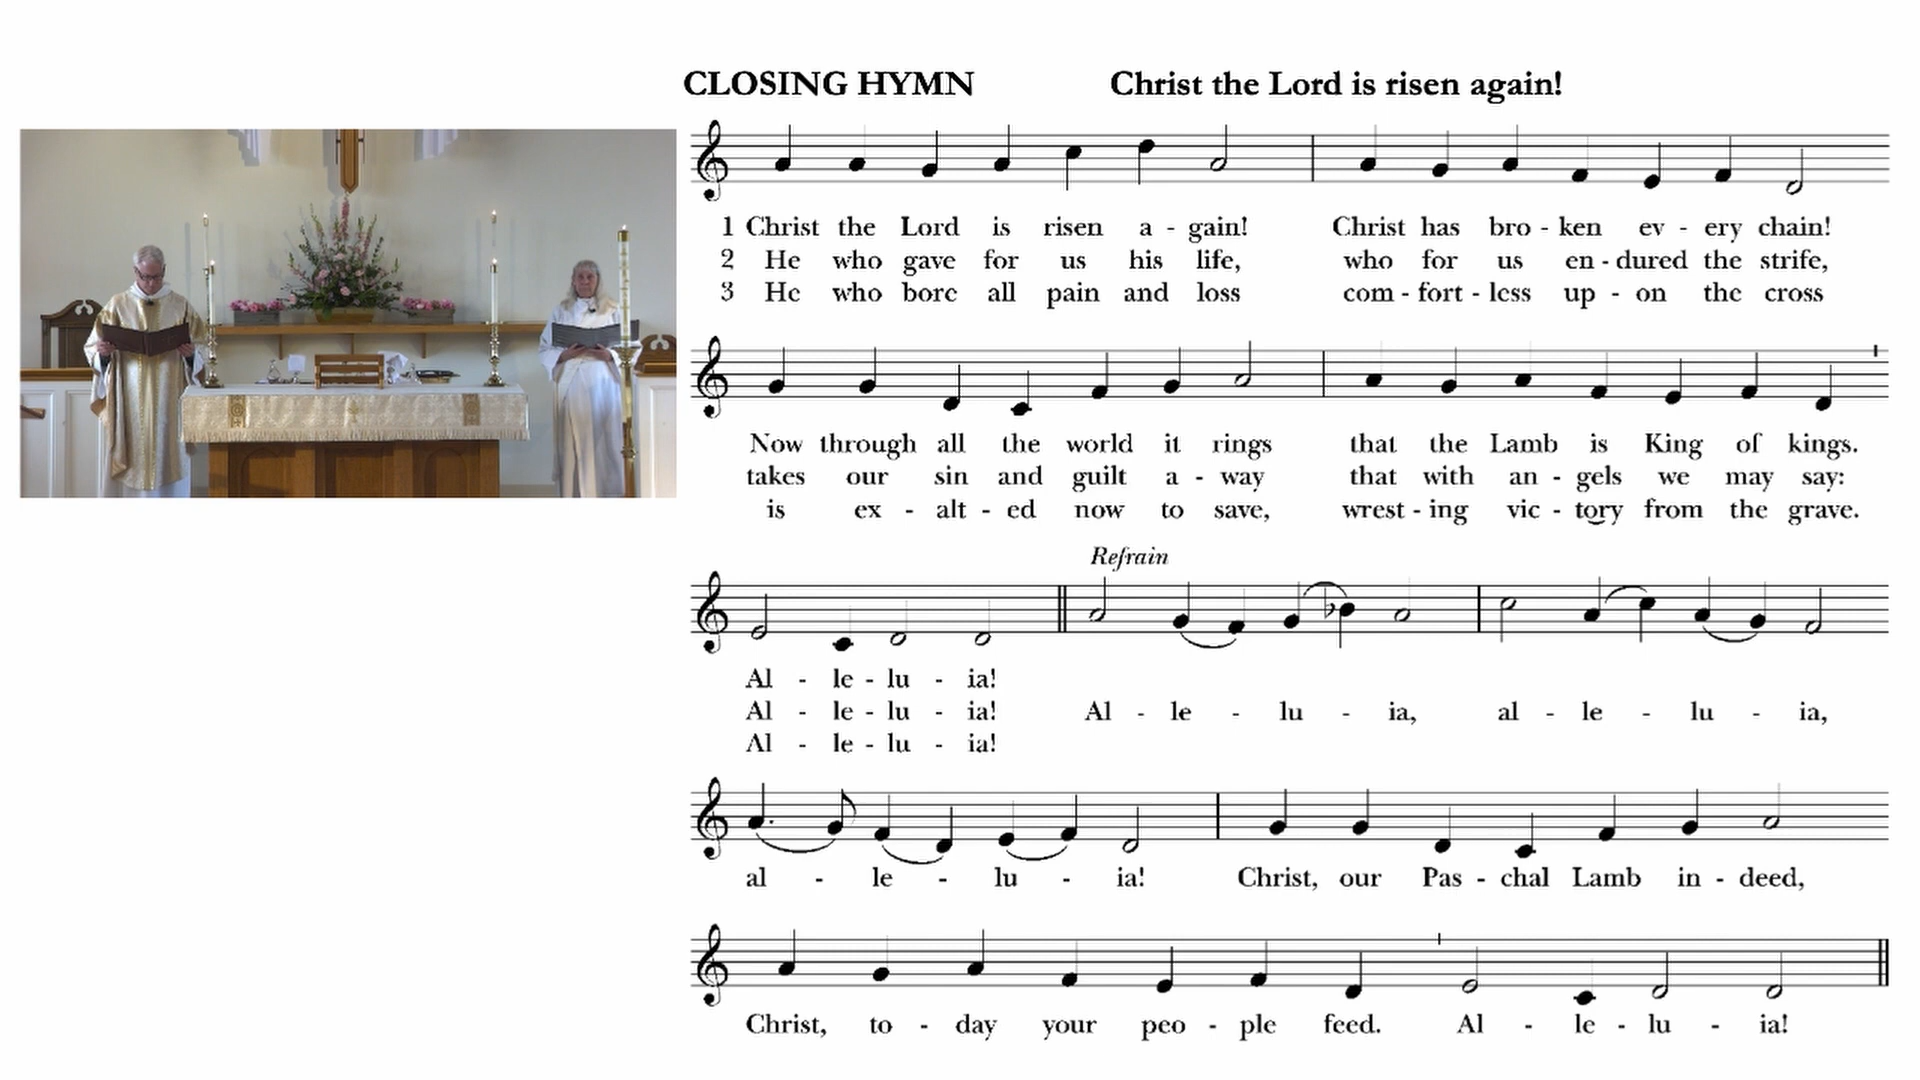 CLOSING HYMN Christ the Lord is risen again!
1 Christ the Lord is risen a - gain! Christ has bro - ken ev - ery chain!
2 He who gave for us his life, who for us en - dured the strife,
3 He who bore all pain and loss com - fort - less up - on the cross
Now through all the world it rings that the Lamb is King of kings.
takes our sin and guilt a - way that with an - gels we may say:
is ex - alt - ed now to save, wrest - ing vic - tory from the grave.
Refrain
Al - le - lu - ia!
Al - le - lu - ia! Al - le - lu - ia, al - le - lu - ia,
Al - le - lu - ia!
al - le - lu - ia! Christ, our Pas - chal Lamb in - deed,
Christ, to - day your peo - ple feed. Al - le - lu - ia!